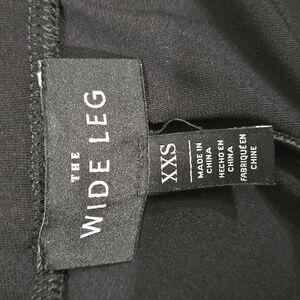 THE
WIDE LEG
XXS
MADE IN
CHINA
HECHO EN
CHINA
FABRIQUÉ EN
CHINE